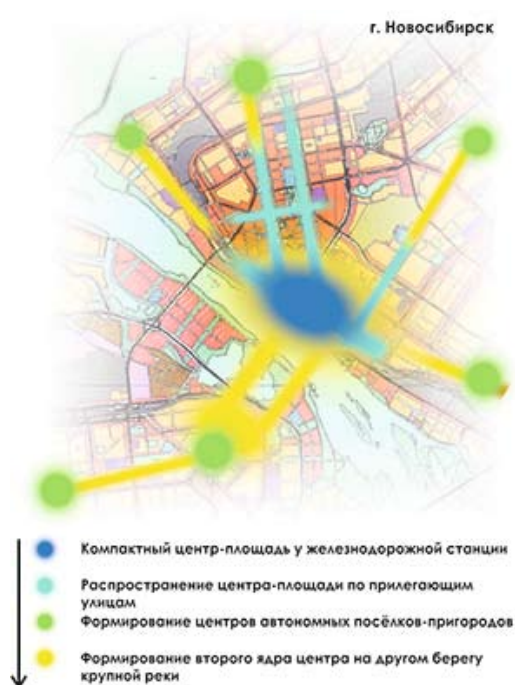 г. Новосибирск
Компактный центр-площадь у железнодорожной станции
Распространение центра-площади по прилегающим
улицам
Формирование центров автономных посёлков-пригородов
Формирование второго ядра центра на другом берегу
крупной реки